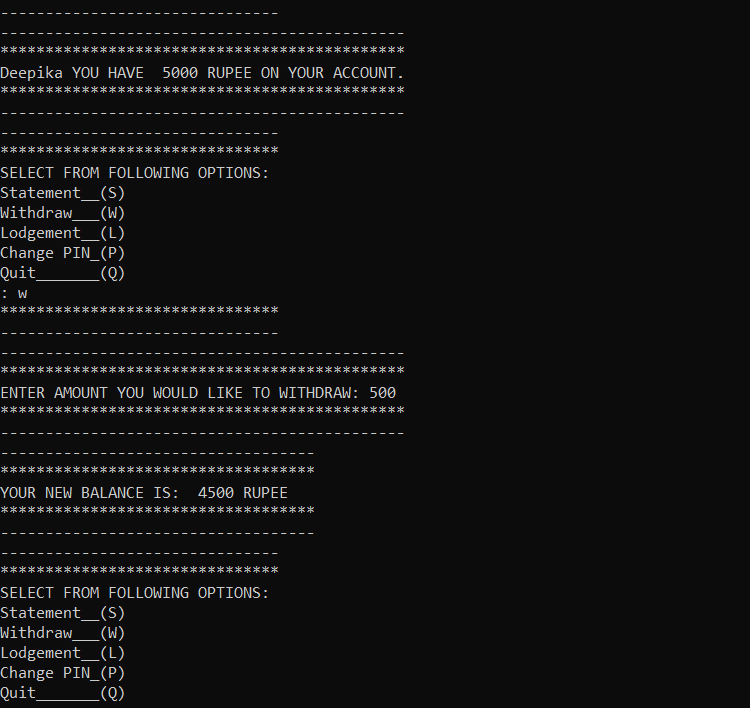 -------------------------------
---------------------------------------------
*********************************************
Deepika YOU HAVE  5000 RUPEE ON YOUR ACCOUNT.
*********************************************
---------------------------------------------
-------------------------------
*******************************
SELECT FROM FOLLOWING OPTIONS:
Statement__(S)
Withdraw___(W)
Lodgement__(L)
Change PIN_(P)
Quit_______(Q)
: w
*******************************
-------------------------------
---------------------------------------------
*********************************************
ENTER AMOUNT YOU WOULD LIKE TO WITHDRAW: 500
*********************************************
---------------------------------------------
-----------------------------------
***********************************
YOUR NEW BALANCE IS:  4500 RUPEE
***********************************
-----------------------------------
-------------------------------
*******************************
SELECT FROM FOLLOWING OPTIONS:
Statement__(S)
Withdraw___(W)
Lodgement__(L)
Change PIN_(P)
Quit_______(Q)